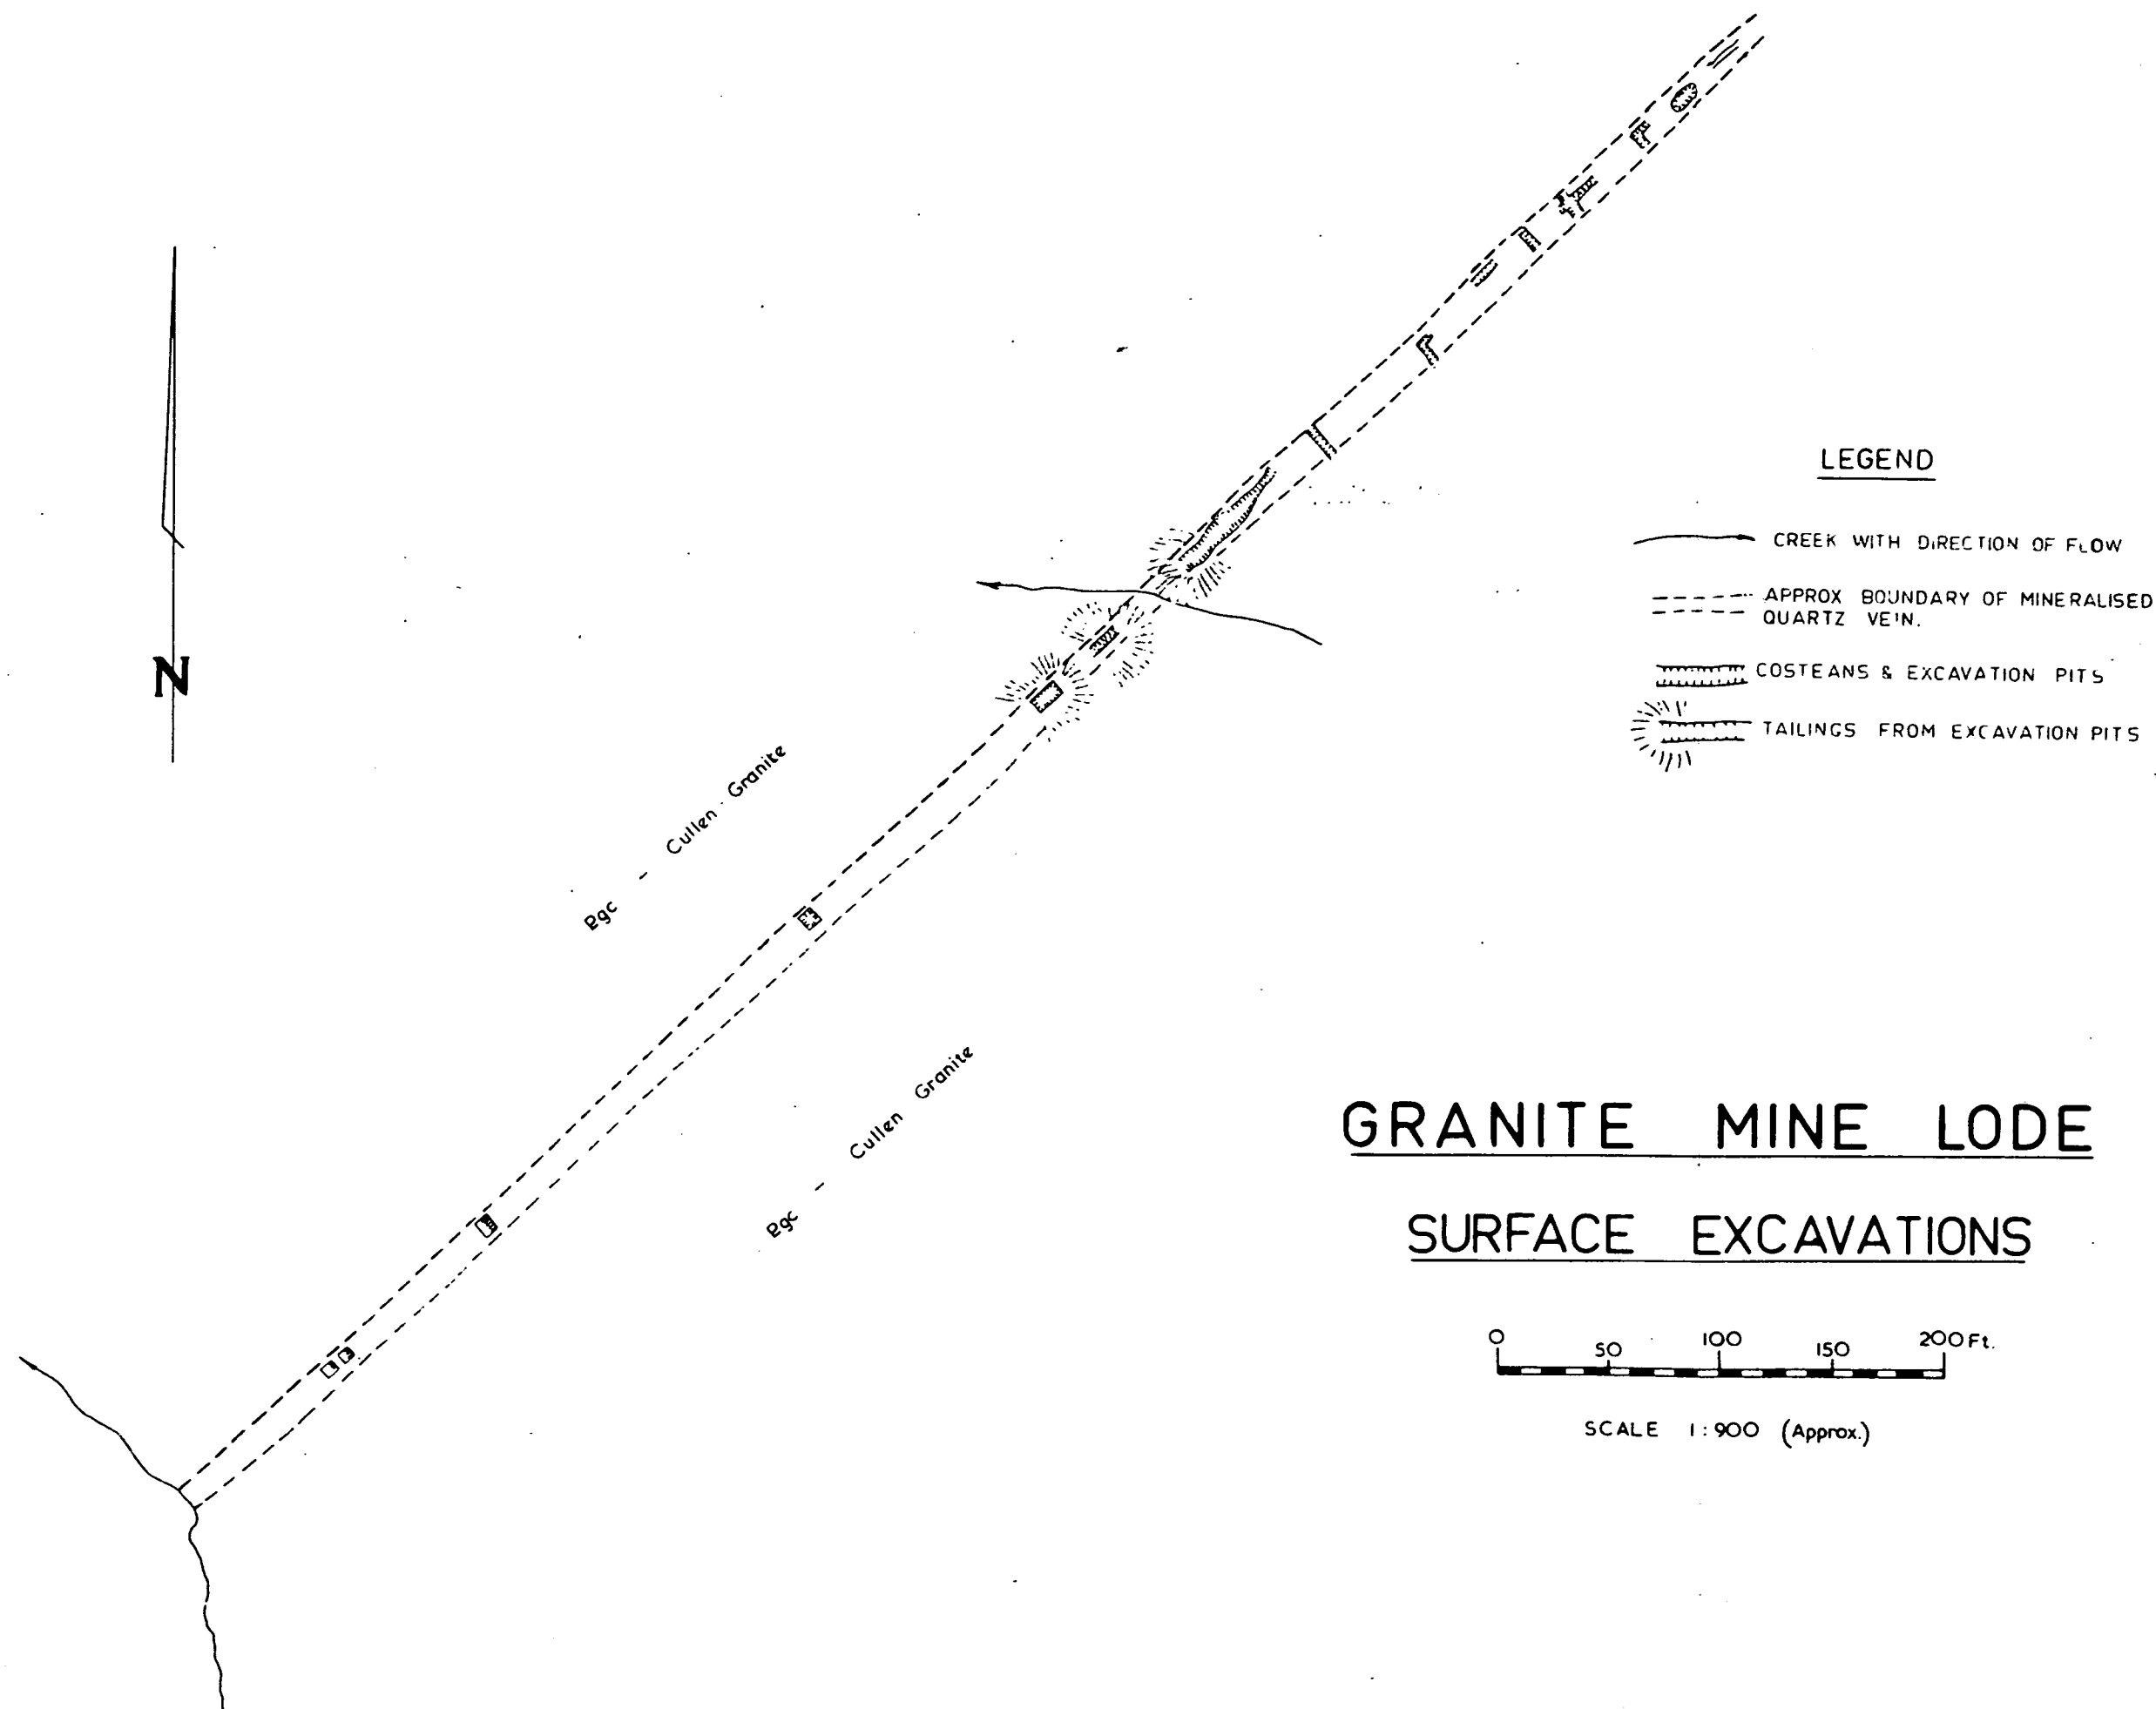 N
Pgc - Cullen Granite
Pgc - Cullen Granite
LEGEND
CREEK WITH DIRECTION OF FLOW
APPROX BOUNDARY OF MINERALISED
QUARTZ VEIN.
COSTEANS & EXCAVATION PITS
TAILINGS FROM EXCAVATION PITS
GRANITE MINE LODE
SURFACE EXCAVATIONS
0 50 100 150 200 Ft.
SCALE 1:900 (Approx.)